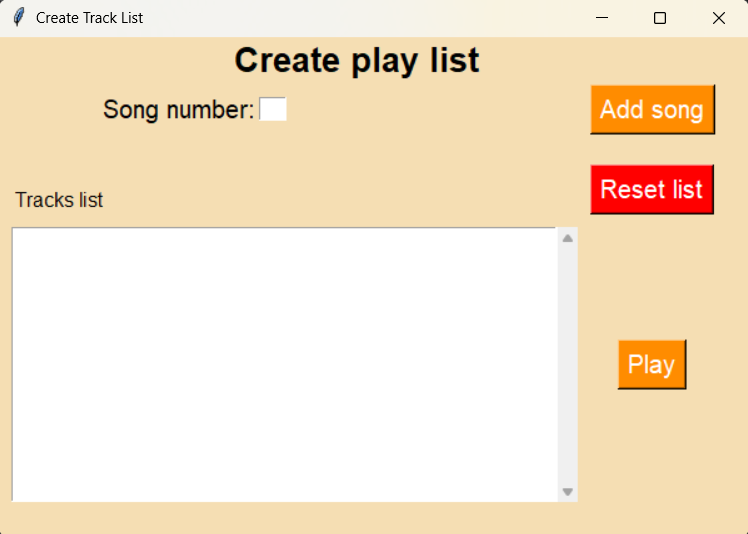 Create Track List
Create play list
Song number:
Add song
Reset list
Tracks list
Play